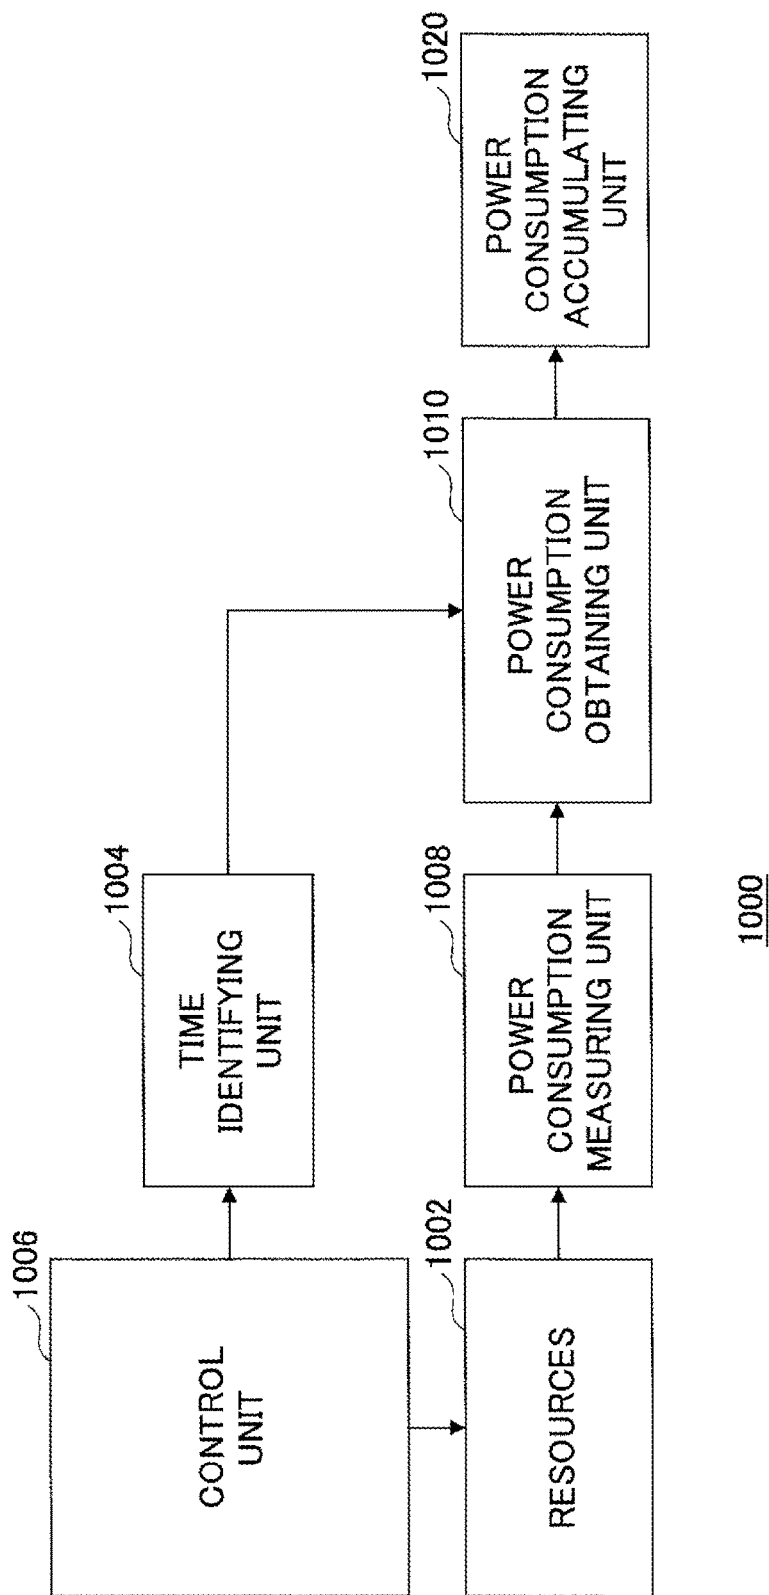 1006
CONTROL
UNIT
1004
TIME
IDENTIFYING
UNIT
1002
RESOURCES
1008
POWER
CONSUMPTION
MEASURING UNIT
1010
POWER
CONSUMPTION
OBTAINING UNIT
1020
POWER
CONSUMPTION
ACCUMULATING
UNIT
1000